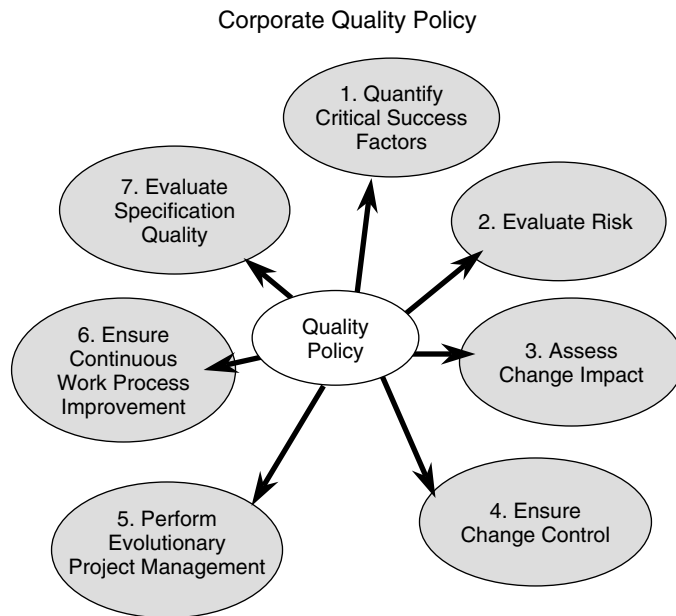 Corporate Quality Policy
1. Quantify
Critical Success
Factors
7. Evaluate
Specification
Quality
2. Evaluate Risk
Quality
Policy
6. Ensure
Continuous
Work Process
Improvement
3. Assess
Change Impact
5. Perform
Evolutionary
Project Management
4. Ensure
Change Control